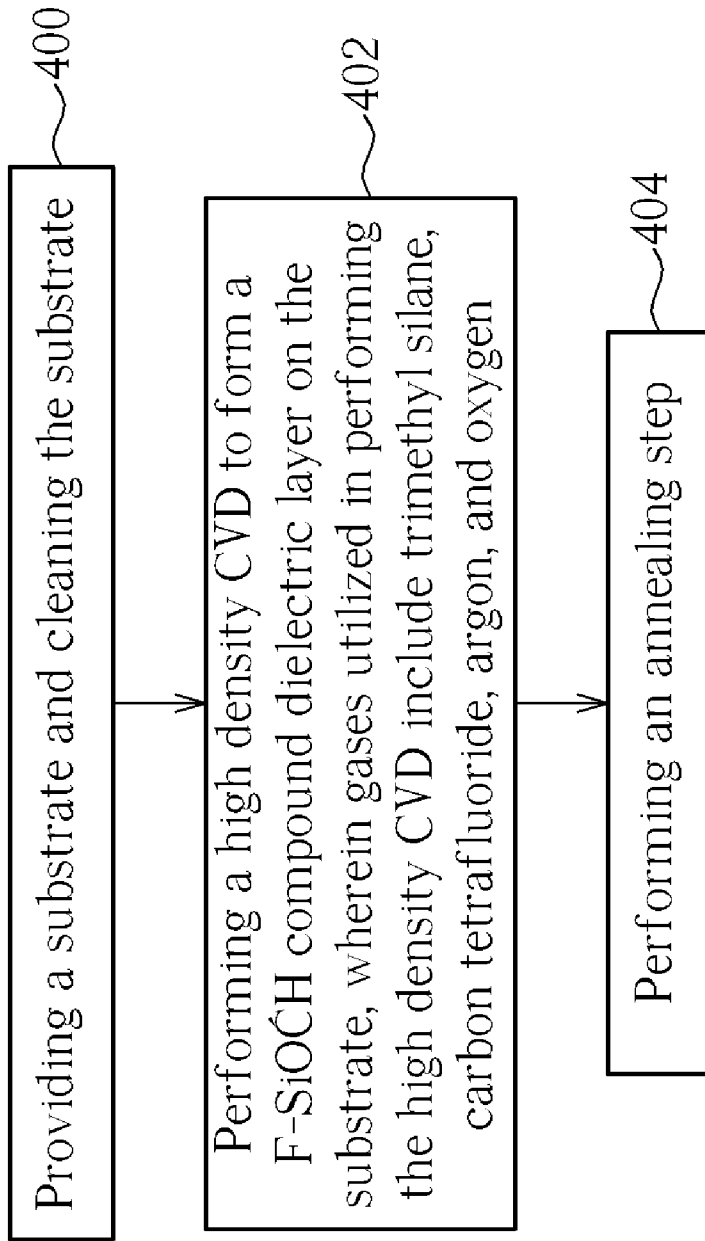 Providing a substrate and cleaning the substrate
400
Performing a high density CVD to form a
F-SiOĆH compound dielectric layer on the
substrate, wherein gases utilized in performing
the high density CVD include trimethyl silane,
carbon tetrafluoride, argon, and oxygen
402
Performing an annealing step
404